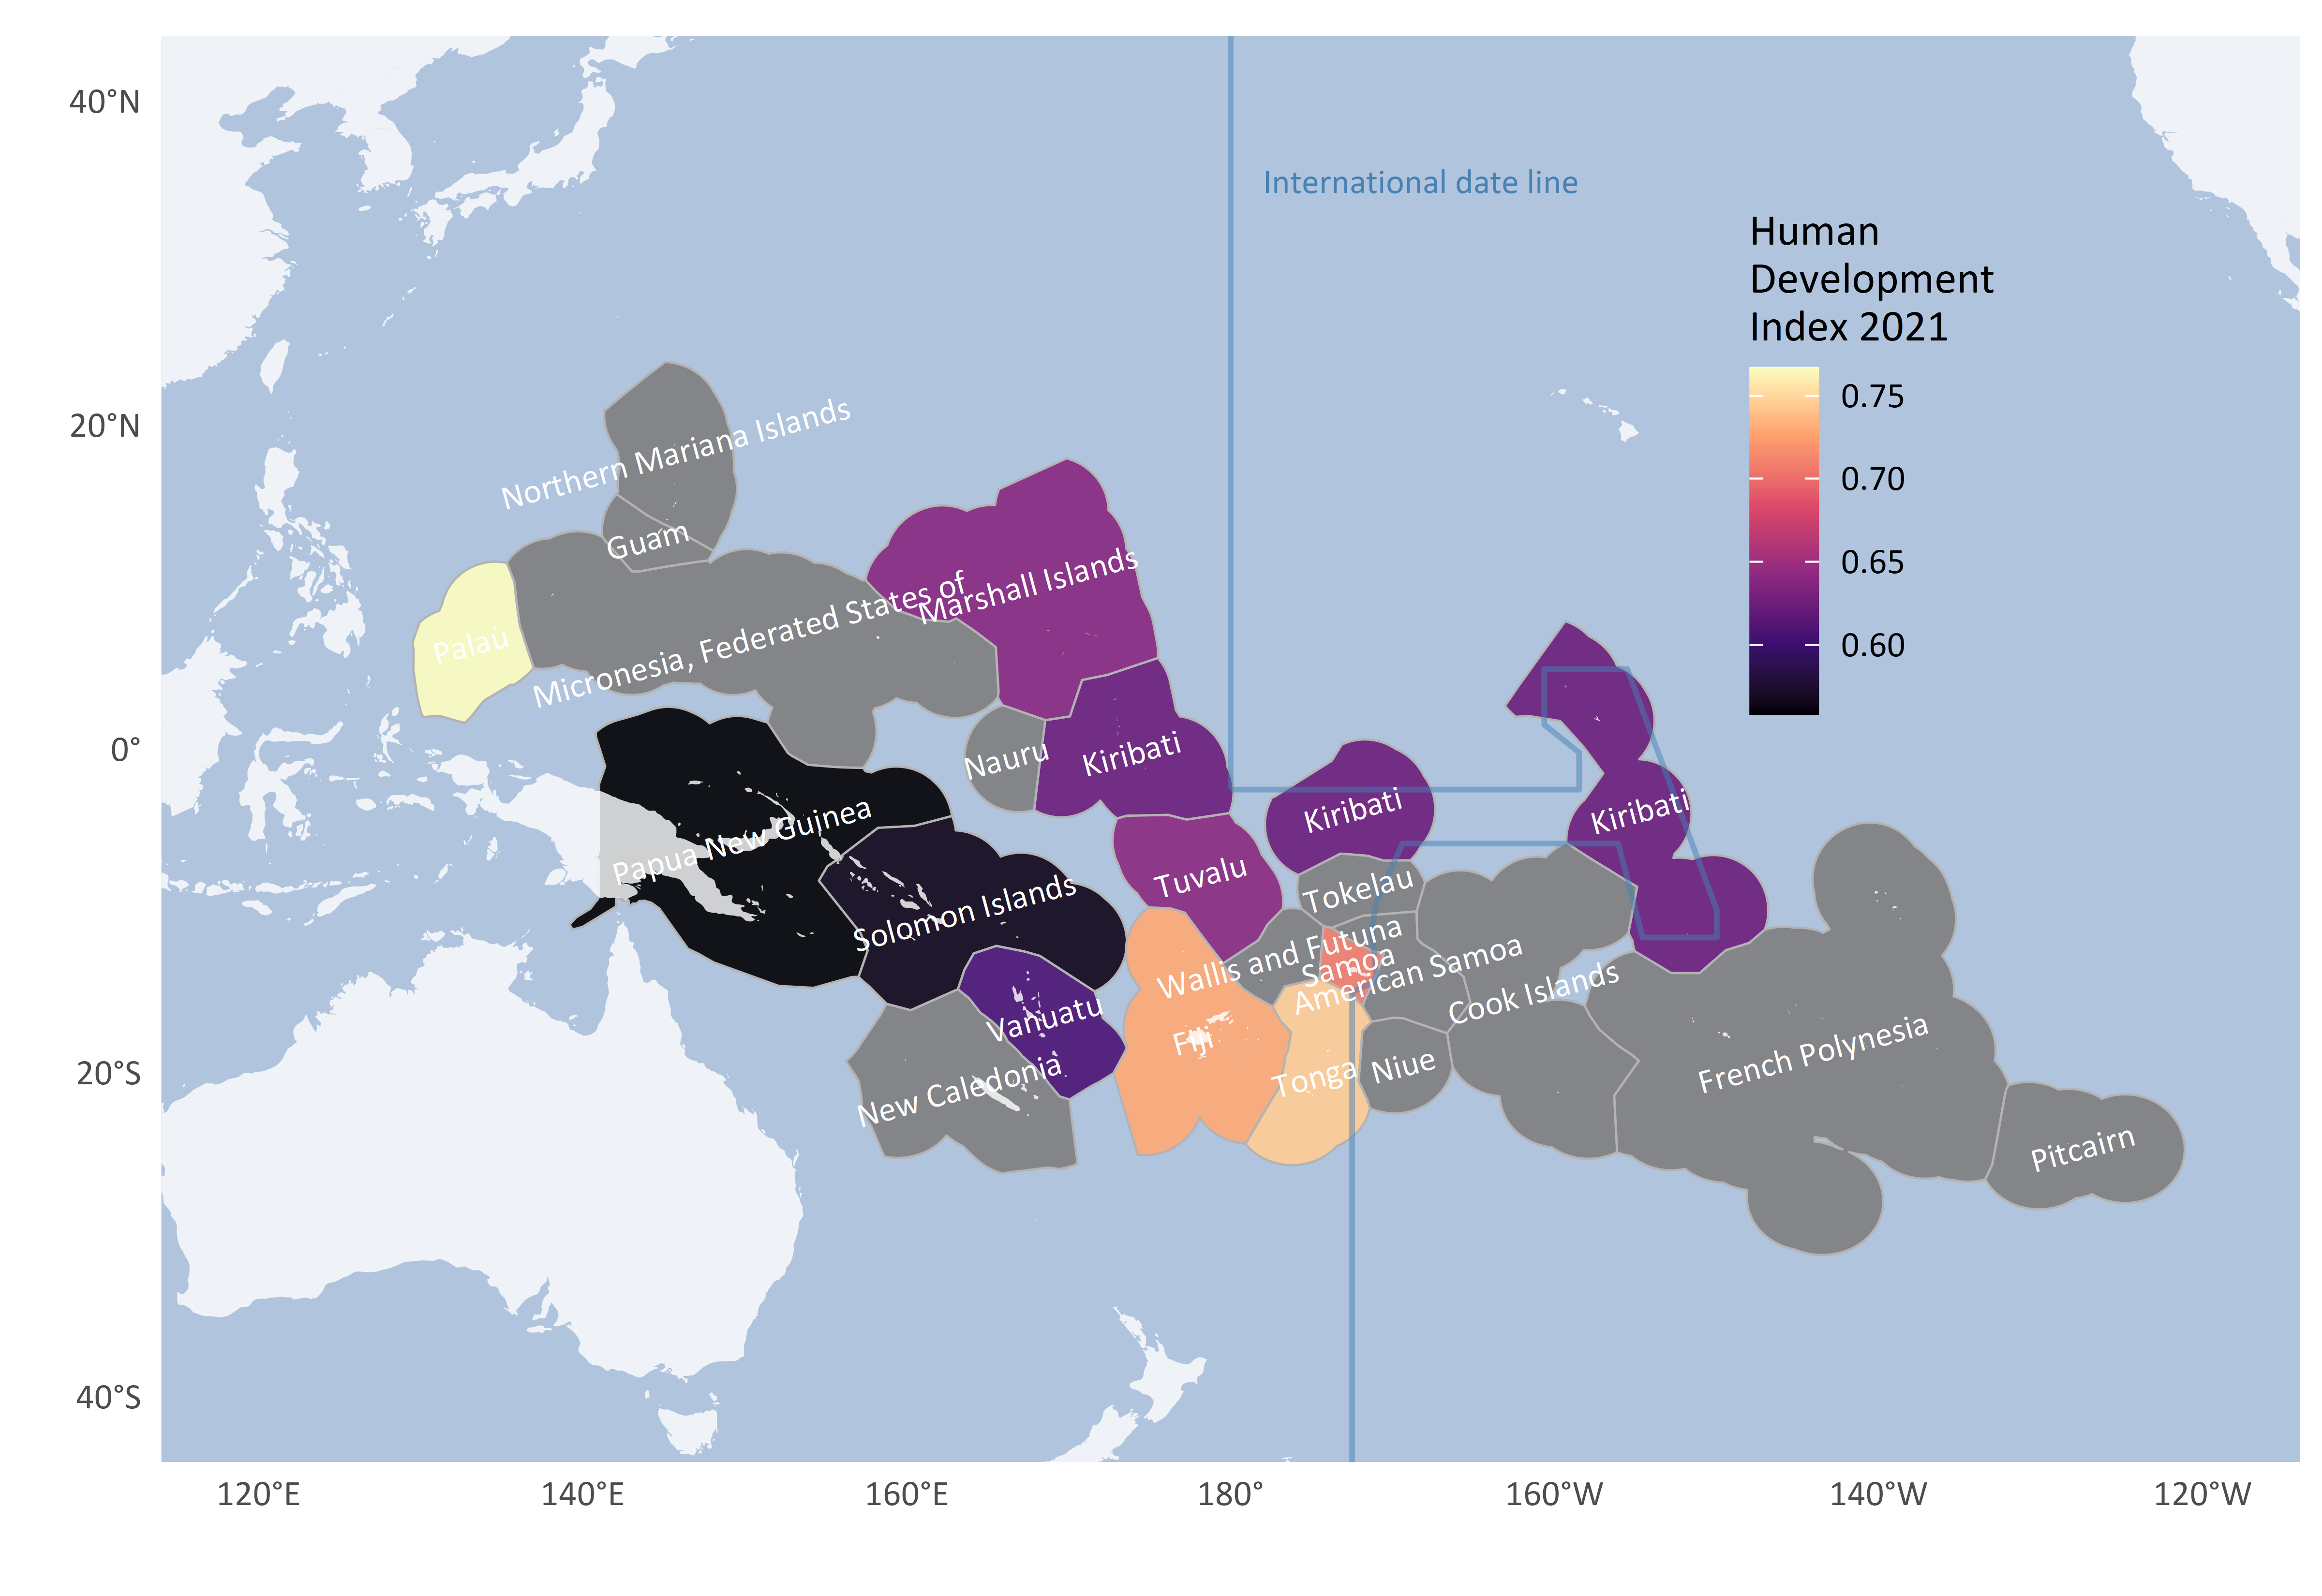 40°N
International date line
Human
Development
Index 2021
0.75
20°N
Northern Mariana Islands
0.70
Guam
0.65
Marshall Islands
Micronesia, Federated States of
Palau
0.60
0°
Nauru
Kiribati
Kiribati
Kiribati
Papua New Guinea
Tuvalu
Tokelau
Solomon Islands
Wallis and Futuna
Samoa
American Samoa
Cook Islands
Vanuatu
Fiji
French Polynesia
20°S
New Caledonia
Tonga
Niue
Pitcairn
40°S
120°E
140°E
160°E
180°
160°W
140°W
120°W